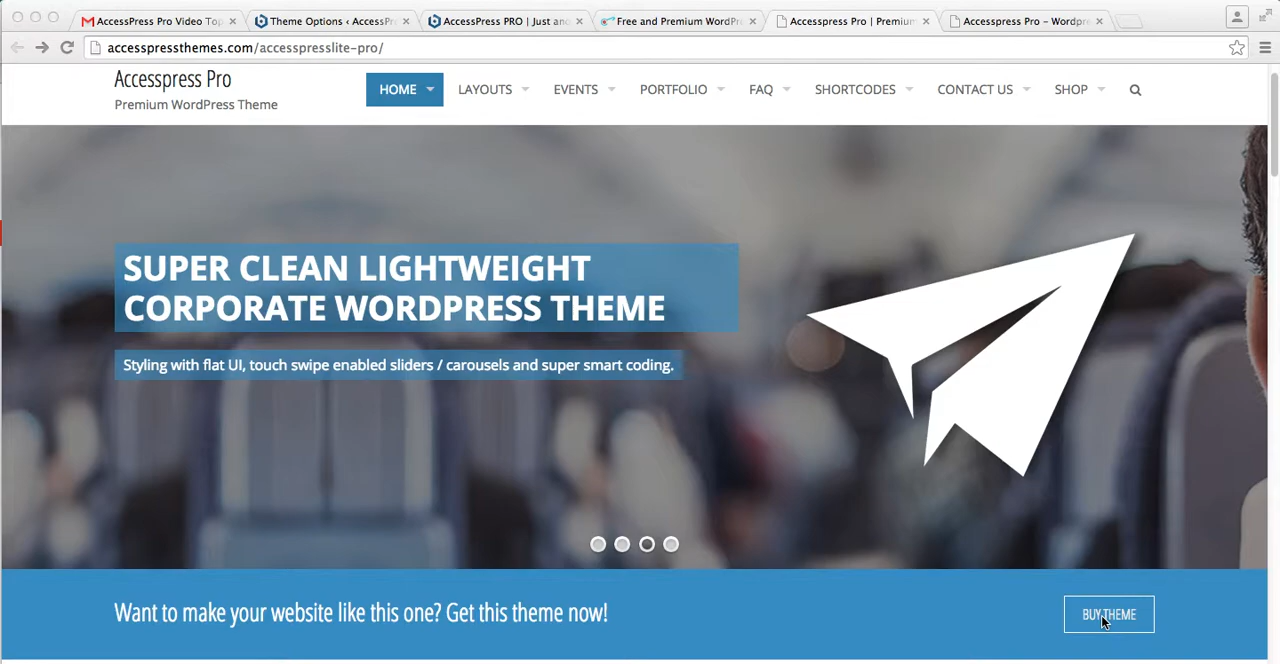 AccessPress Pro Video Top
Theme Options ‹ AccessPr
AccessPress PRO | Just an
Free and Premium WordPr
Accesspress Pro | Premium
Accesspress Pro – Wordpre
accesspressthemes.com/accesspresslite-pro/
Accesspress Pro
Premium WordPress Theme
HOME LAYOUTS EVENTS PORTFOLIO FAQ SHORTCODES CONTACT US SHOP
SUPER CLEAN LIGHTWEIGHT
CORPORATE WORDPRESS THEME
Styling with flat UI, touch swipe enabled sliders / carousels and super smart coding.
Want to make your website like this one? Get this theme now!
BUY THEME